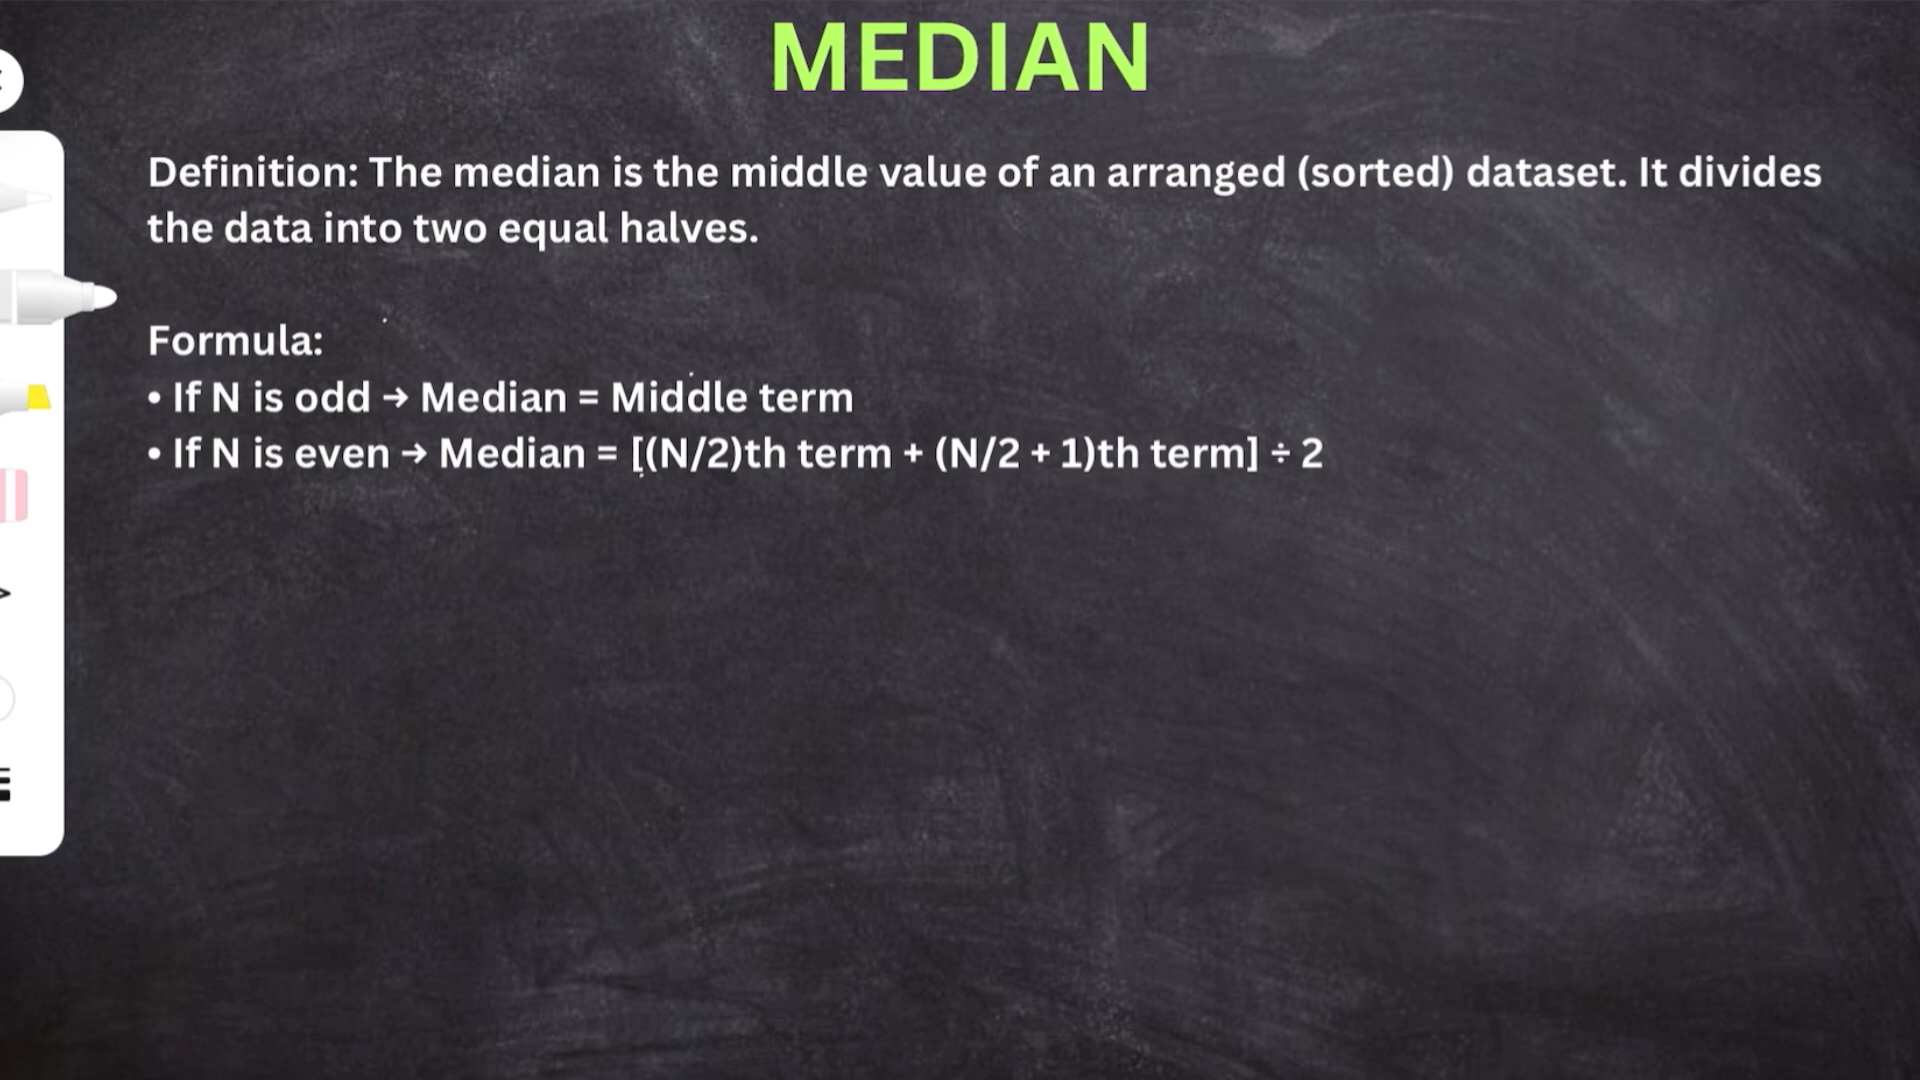 MEDIAN
Definition: The median is the middle value of an arranged (sorted) dataset. It divides
the data into two equal halves.
Formula:
• If N is odd → Median = Middle term
• If N is even → Median = [(N/2)th term + (N/2 + 1)th term] ÷ 2